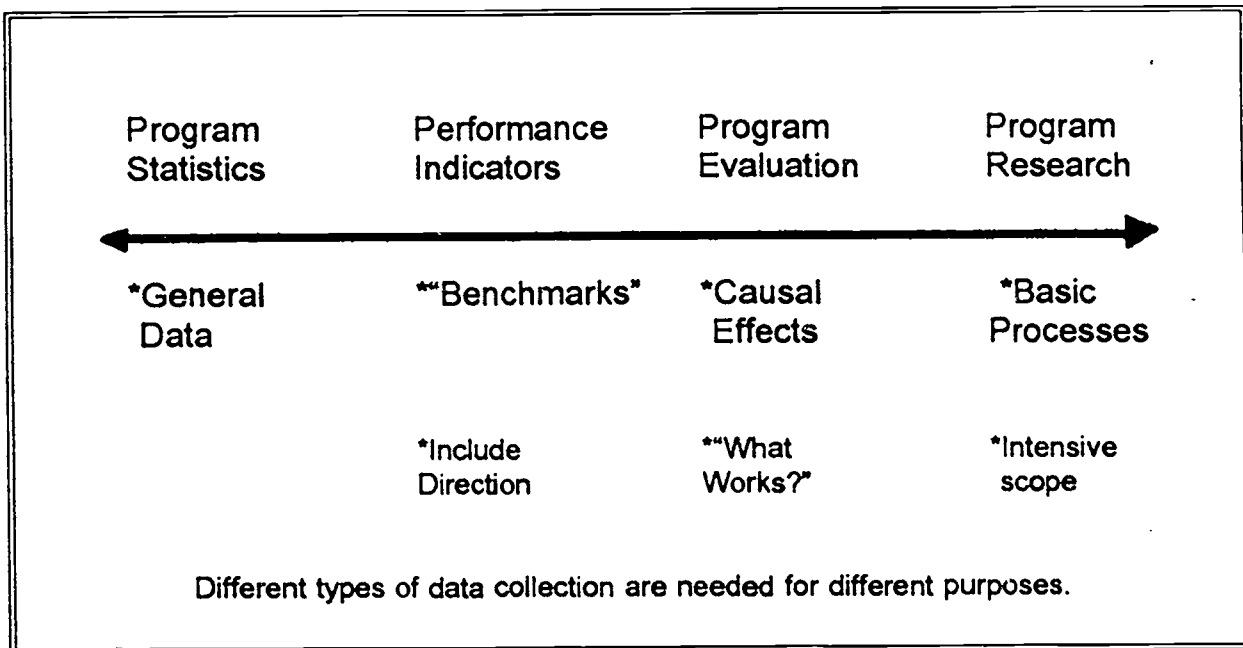 Program
Statistics
Performance
Indicators
Program
Evaluation
Program
Research
*General
Data
*“Benchmarks”
*Causal
Effects
*Basic
Processes
*Include
Direction
*“What
Works?”
*Intensive
scope
Different types of data collection are needed for different purposes.